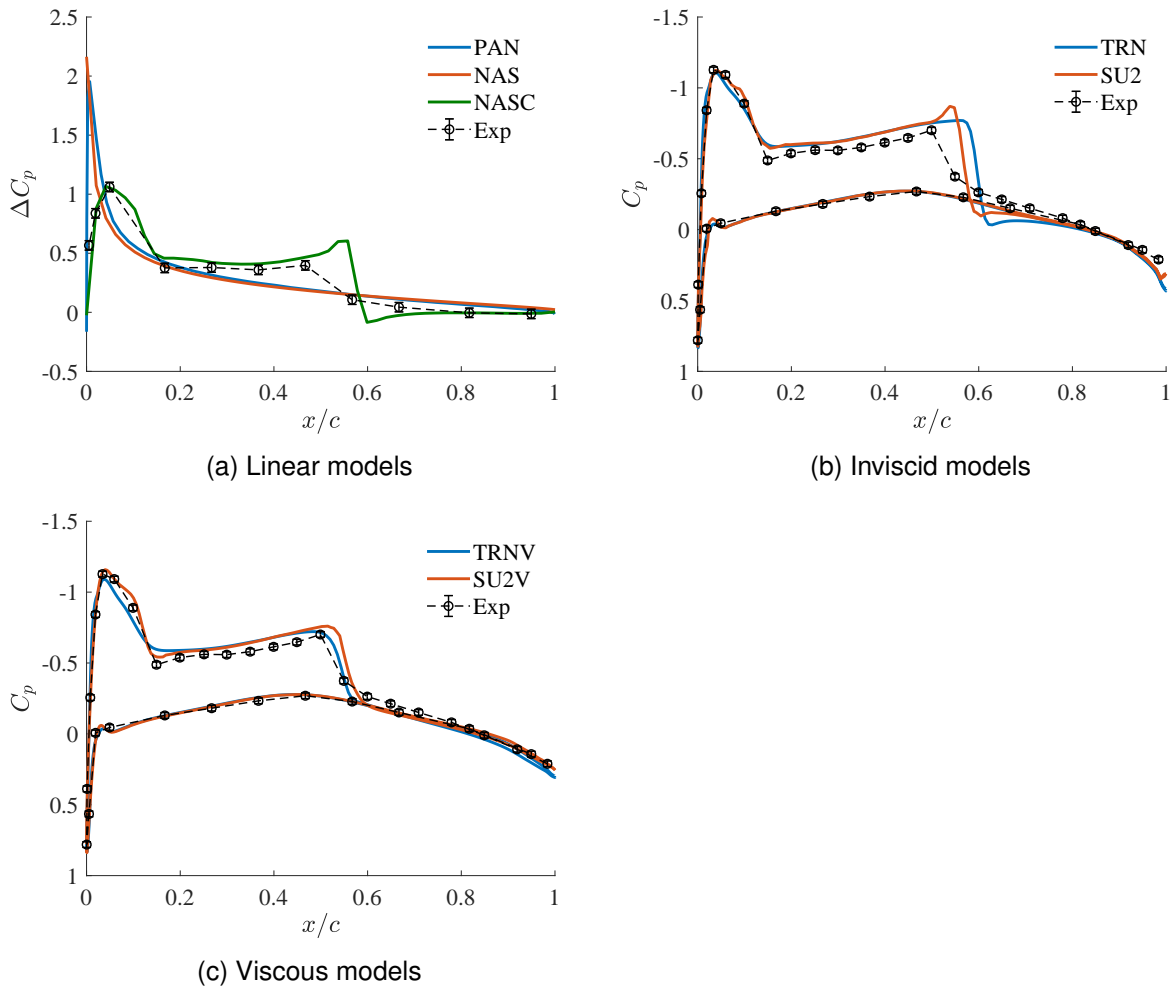 2.5
2
1.5
1
0.5
0
-0.5
ΔC_p
0 0.2 0.4 0.6 0.8 1
x/c
PAN
NAS
NASC
Exp
(a) Linear models
-1.5
-1
-0.5
0
0.5
1
C_p
0 0.2 0.4 0.6 0.8 1
x/c
TRN
SU2
Exp
(b) Inviscid models
-1.5
-1
-0.5
0
0.5
1
C_p
0 0.2 0.4 0.6 0.8 1
x/c
TRNV
SU2V
Exp
(c) Viscous models